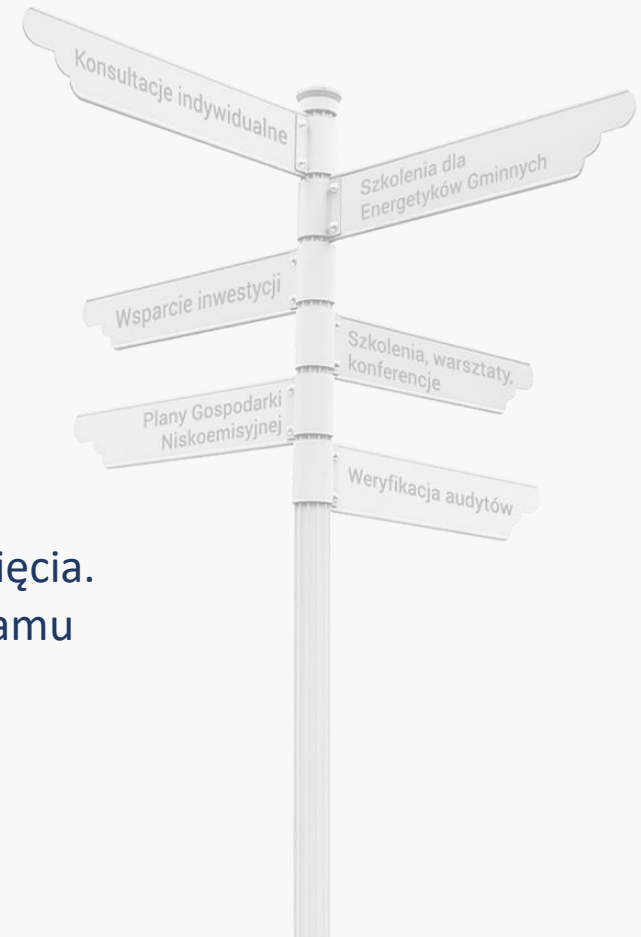 Konsultacje indywidualne
Szkolenia dla
Energetyków Gminnych
Wsparcie inwestycji
Szkolenia, warsztaty,
konferencje
Plany Gospodarki
Niskoemisyjnej
Weryfikacja audytów
ięcia.
amu